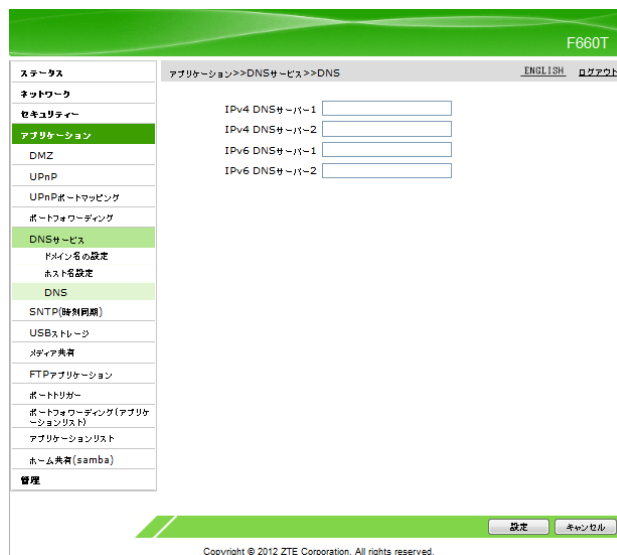 F660T
ステータス
ネットワーク
セキュリティー
アプリケーション
DMZ
UPnP
UPnPポートマッピング
ポートフォワーディング
DNSサービス
ドメイン名の設定
ホスト名設定
DNS
SNTP(時刻同期)
USBストレージ
メディア共有
FTPアプリケーション
ポートトリガー
ポートフォワーディング(アプリケ
ーションリスト)
アプリケーションリスト
ホーム共有(samba)
管理
アプリケーション>>DNSサービス>>DNS
ENGLISH ログアウト
IPv4 DNSサーバー1
IPv4 DNSサーバー2
IPv6 DNSサーバー1
IPv6 DNSサーバー2
設定 キャンセル
Copyright © 2012 ZTE Corporation. All rights reserved.